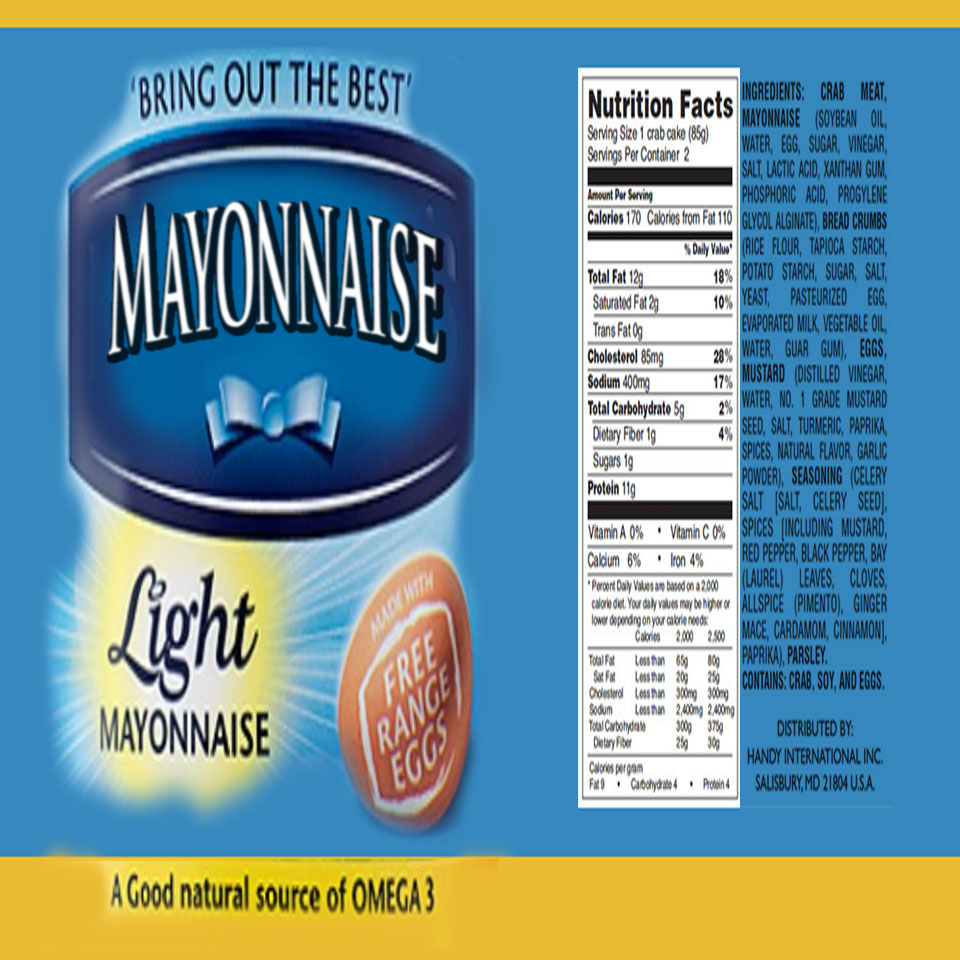 'BRING OUT THE BEST'
MAYONNAISE
Light
MAYONNAISE
MADE WITH
FREE
RANGE
EGGS
A Good natural source of OMEGA 3
Nutrition Facts
Serving Size 1 crab cake (85g)
Servings Per Container 2
Amount Per Serving
Calories 170 Calories from Fat 110
% Daily Value*
Total Fat 12g 18%
Saturated Fat 2g 10%
Trans Fat 0g
Cholesterol 85mg 28%
Sodium 400mg 17%
Total Carbohydrate 5g 2%
Dietary Fiber 1g 4%
Sugars 1g
Protein 11g
Vitamin A 0% • Vitamin C 0%
Calcium 6% • Iron 4%
* Percent Daily Values are based on a 2,000
calorie diet. Your daily values may be higher or
lower depending on your calorie needs:
Calories 2,000 2,500
Total Fat Less than 65g 80g
Sat Fat Less than 20g 25g
Cholesterol Less than 300mg 300mg
Sodium Less than 2,400mg 2,400mg
Total Carbohydrate 300g 375g
Dietary Fiber 25g 30g
Calories per gram
Fat 9 • Carbohydrate 4 • Protein 4
INGREDIENTS: CRAB MEAT,
MAYONNAISE (SOYBEAN OIL,
WATER, EGG, SUGAR, VINEGAR,
SALT, LACTIC ACID, XANTHAN GUM,
PHOSPHORIC ACID, PROGYLENE
GLYCOL ALGINATE), BREAD CRUMBS
(RICE FLOUR, TAPIOCA STARCH,
POTATO STARCH, SUGAR, SALT,
YEAST, PASTEURIZED EGG,
EVAPORATED MILK, VEGETABLE OIL,
WATER, GUAR GUM), EGGS,
MUSTARD (DISTILLED VINEGAR,
WATER, NO. 1 GRADE MUSTARD
SEED, SALT, TURMERIC, PAPRIKA,
SPICES, NATURAL FLAVOR, GARLIC
POWDER), SEASONING (CELERY
SALT [SALT, CELERY SEED],
SPICES [INCLUDING MUSTARD,
RED PEPPER, BLACK PEPPER, BAY
(LAUREL) LEAVES, CLOVES,
ALLSPICE (PIMENTO), GINGER
MACE, CARDAMOM, CINNAMON],
PAPRIKA), PARSLEY.
CONTAINS: CRAB, SOY, AND EGGS.
DISTRIBUTED BY:
HANDY INTERNATIONAL INC.
SALISBURY, MD 21804 U.S.A.